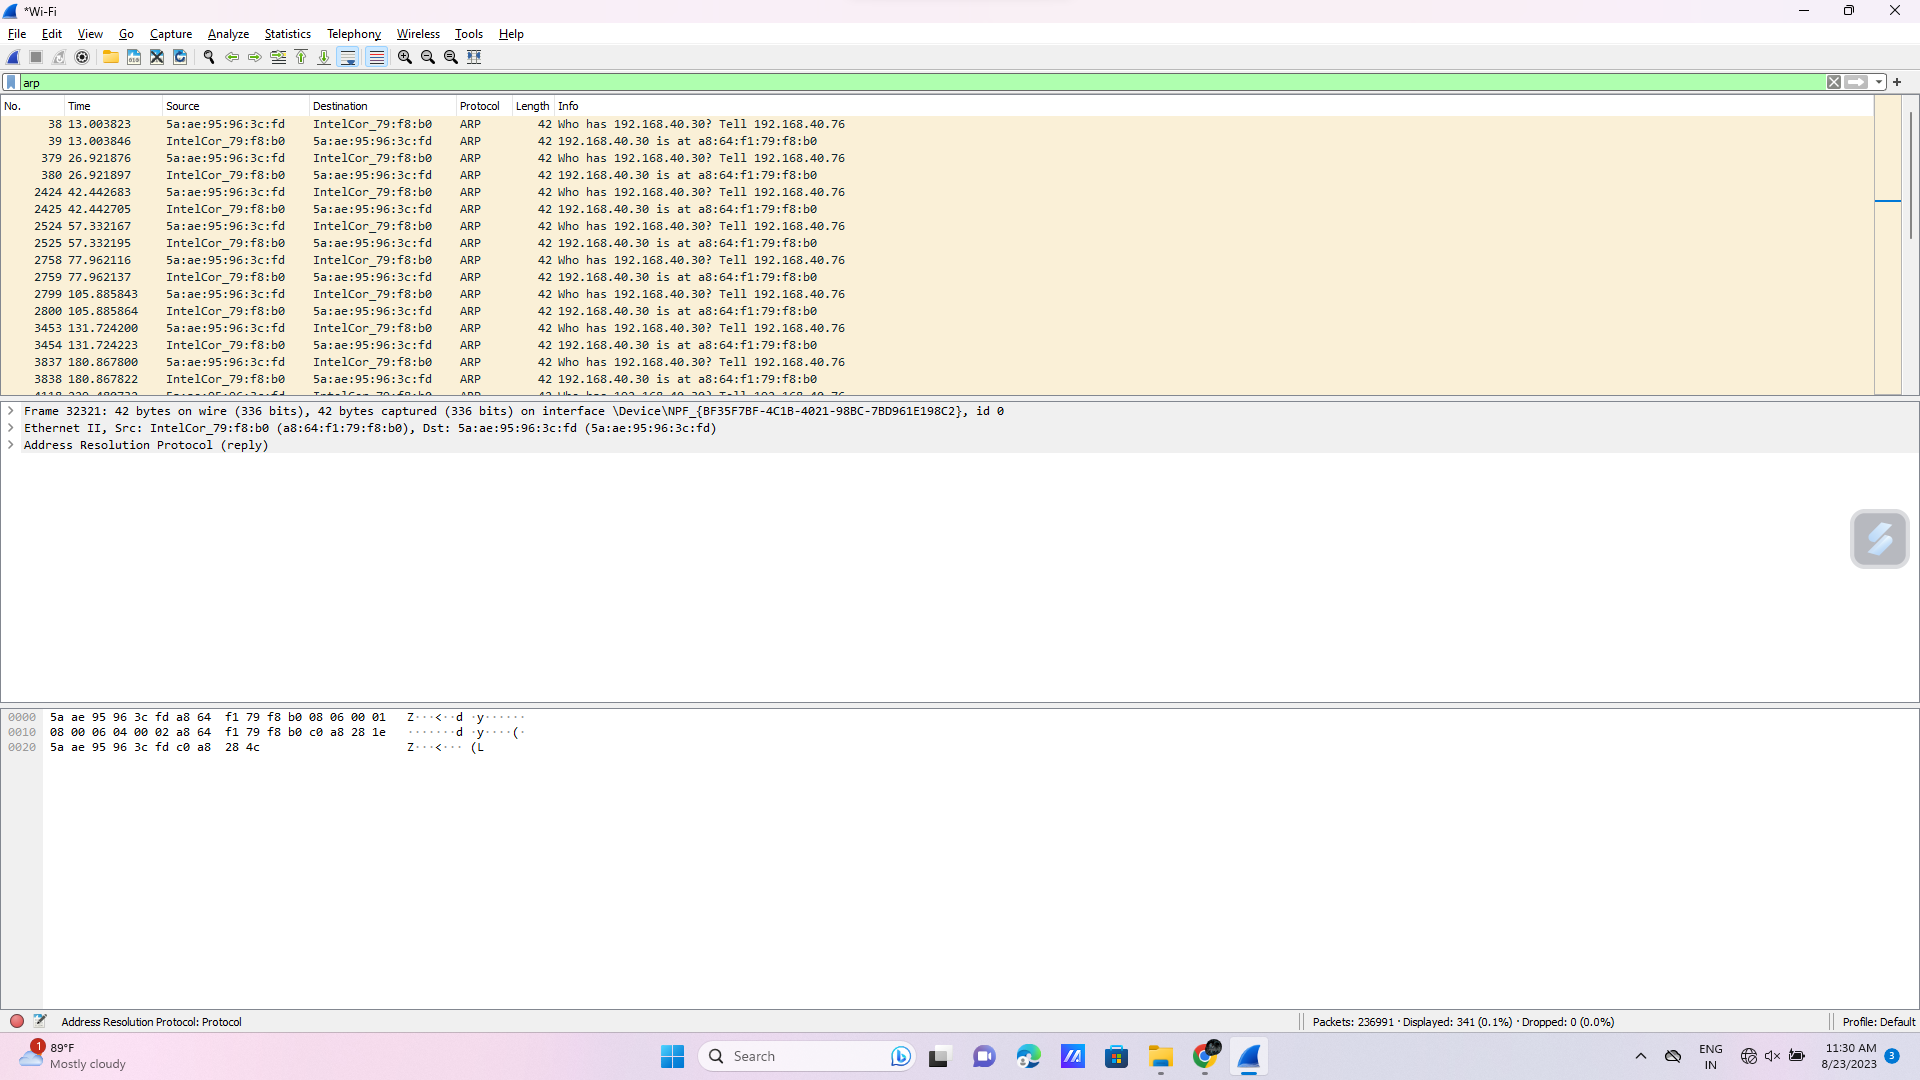 *Wi-Fi
File Edit View Go Capture Analyze Statistics Telephony Wireless Tools Help
arp
No. Time Source Destination Protocol Length Info
38 13.003823 5a:ae:95:96:3c:fd IntelCor_79:f8:b0 ARP 42 Who has 192.168.40.30? Tell 192.168.40.76
39 13.003846 IntelCor_79:f8:b0 5a:ae:95:96:3c:fd ARP 42 192.168.40.30 is at a8:64:f1:79:f8:b0
379 26.921876 5a:ae:95:96:3c:fd IntelCor_79:f8:b0 ARP 42 Who has 192.168.40.30? Tell 192.168.40.76
380 26.921897 IntelCor_79:f8:b0 5a:ae:95:96:3c:fd ARP 42 192.168.40.30 is at a8:64:f1:79:f8:b0
2424 42.442683 5a:ae:95:96:3c:fd IntelCor_79:f8:b0 ARP 42 Who has 192.168.40.30? Tell 192.168.40.76
2425 42.442705 IntelCor_79:f8:b0 5a:ae:95:96:3c:fd ARP 42 192.168.40.30 is at a8:64:f1:79:f8:b0
2524 57.332167 5a:ae:95:96:3c:fd IntelCor_79:f8:b0 ARP 42 Who has 192.168.40.30? Tell 192.168.40.76
2525 57.332195 IntelCor_79:f8:b0 5a:ae:95:96:3c:fd ARP 42 192.168.40.30 is at a8:64:f1:79:f8:b0
2758 77.962116 5a:ae:95:96:3c:fd IntelCor_79:f8:b0 ARP 42 Who has 192.168.40.30? Tell 192.168.40.76
2759 77.962137 IntelCor_79:f8:b0 5a:ae:95:96:3c:fd ARP 42 192.168.40.30 is at a8:64:f1:79:f8:b0
2799 105.885843 5a:ae:95:96:3c:fd IntelCor_79:f8:b0 ARP 42 Who has 192.168.40.30? Tell 192.168.40.76
2800 105.885864 IntelCor_79:f8:b0 5a:ae:95:96:3c:fd ARP 42 192.168.40.30 is at a8:64:f1:79:f8:b0
3453 131.724200 5a:ae:95:96:3c:fd IntelCor_79:f8:b0 ARP 42 Who has 192.168.40.30? Tell 192.168.40.76
3454 131.724223 IntelCor_79:f8:b0 5a:ae:95:96:3c:fd ARP 42 192.168.40.30 is at a8:64:f1:79:f8:b0
3837 180.867800 5a:ae:95:96:3c:fd IntelCor_79:f8:b0 ARP 42 Who has 192.168.40.30? Tell 192.168.40.76
3838 180.867822 IntelCor_79:f8:b0 5a:ae:95:96:3c:fd ARP 42 192.168.40.30 is at a8:64:f1:79:f8:b0
Frame 32321: 42 bytes on wire (336 bits), 42 bytes captured (336 bits) on interface \Device\NPF_{BF35F7BF-4C1B-4021-98BC-7BD961E198C2}, id 0
Ethernet II, Src: IntelCor_79:f8:b0 (a8:64:f1:79:f8:b0), Dst: 5a:ae:95:96:3c:fd (5a:ae:95:96:3c:fd)
Address Resolution Protocol (reply)
0000 5a ae 95 96 3c fd a8 64 f1 79 f8 b0 08 06 00 01 Z···<··d ·y······
0010 08 00 06 04 00 02 a8 64 f1 79 f8 b0 c0 a8 28 1e ·······d ·y····(·
0020 5a ae 95 96 3c fd c0 a8 28 4c Z···<··· (L
Address Resolution Protocol: Protocol
Packets: 236991 · Displayed: 341 (0.1%) · Dropped: 0 (0.0%)
Profile: Default
1
89°F
Mostly cloudy
Search
ENG
IN
11:30 AM
8/23/2023
3